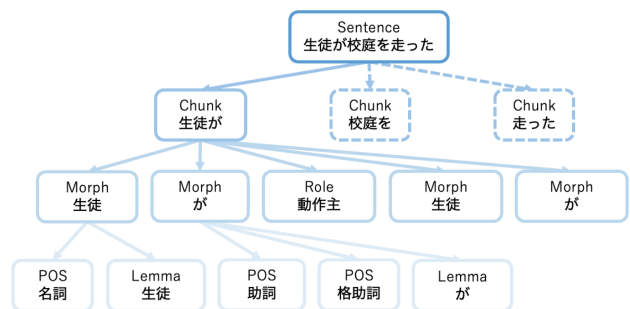 Sentence
生徒が校庭を走った
Chunk
生徒が
Chunk
校庭を
Chunk
走った
Morph
生徒
Morph
が
Role
動作主
Morph
生徒
Morph
が
POS
名詞
Lemma
生徒
POS
助詞
POS
格助詞
Lemma
が